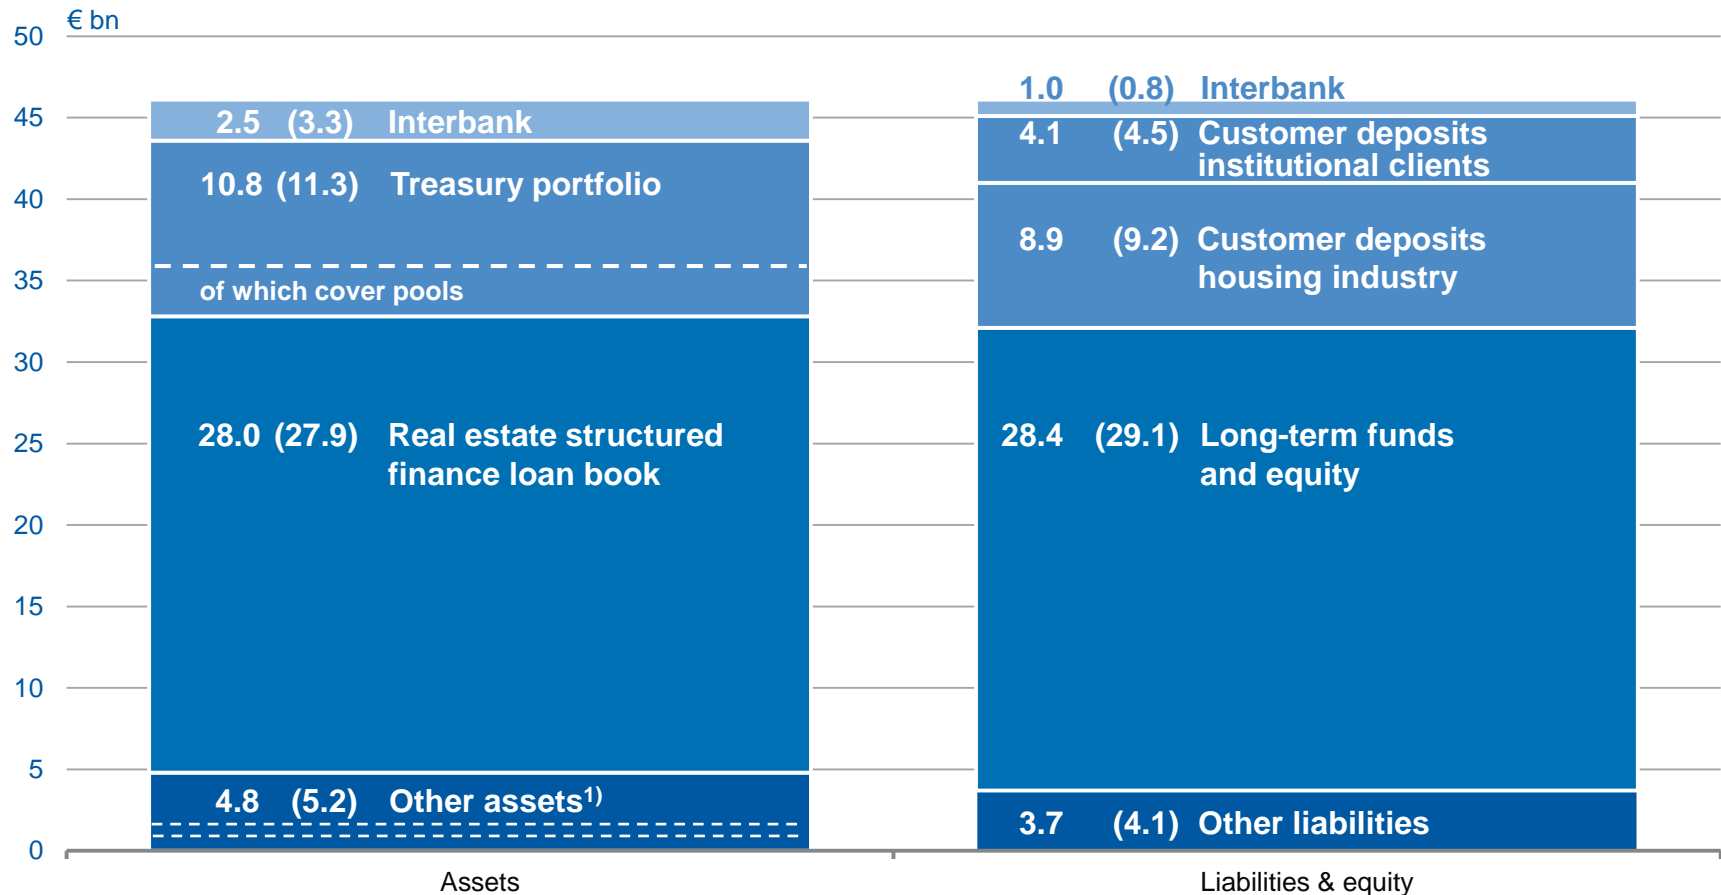 € bn
50
45
40
35
30
25
20
15
10
5
0
2.5 (3.3) Interbank
10.8 (11.3) Treasury portfolio
of which cover pools
28.0 (27.9) Real estate structured
finance loan book
4.8 (5.2) Other assets¹⁾
Assets
1.0 (0.8) Interbank
4.1 (4.5) Customer deposits
institutional clients
8.9 (9.2) Customer deposits
housing industry
28.4 (29.1) Long-term funds
and equity
3.7 (4.1) Other liabilities
Liabilities & equity